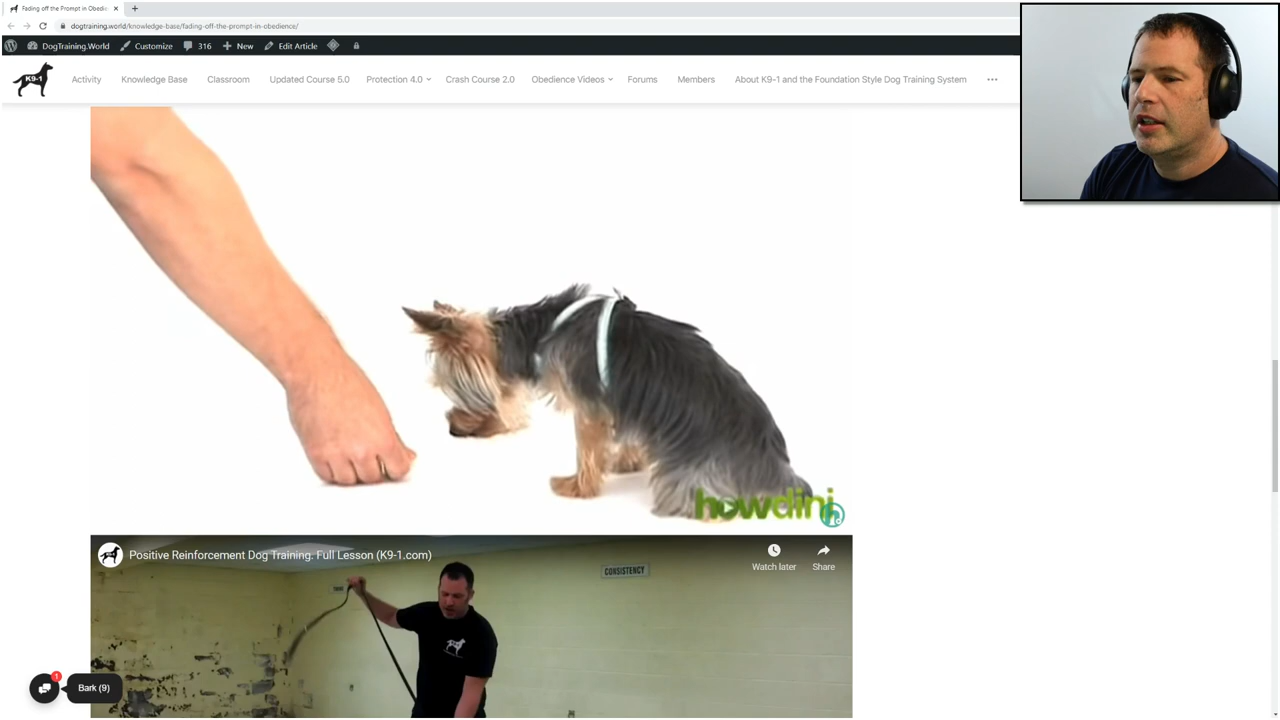 Fading off the Prompt in Obedie
dogtraining.world/knowledge-base/fading-off-the-prompt-in-obedience/
DogTraining.World Customize 316 New Edit Article
K9-1 Activity Knowledge Base Classroom Updated Course 5.0 Protection 4.0 Crash Course 2.0 Obedience Videos Forums Members About K9-1 and the Foundation Style Dog Training System
howdini
Positive Reinforcement Dog Training. Full Lesson (K9-1.com)
Watch later Share
CONSISTENCY
1
Bark (9)